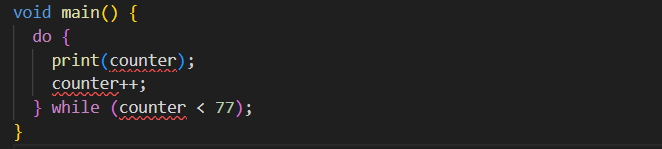 void main() {
  do {
    print(counter);
    counter++;
  } while (counter < 77);
}